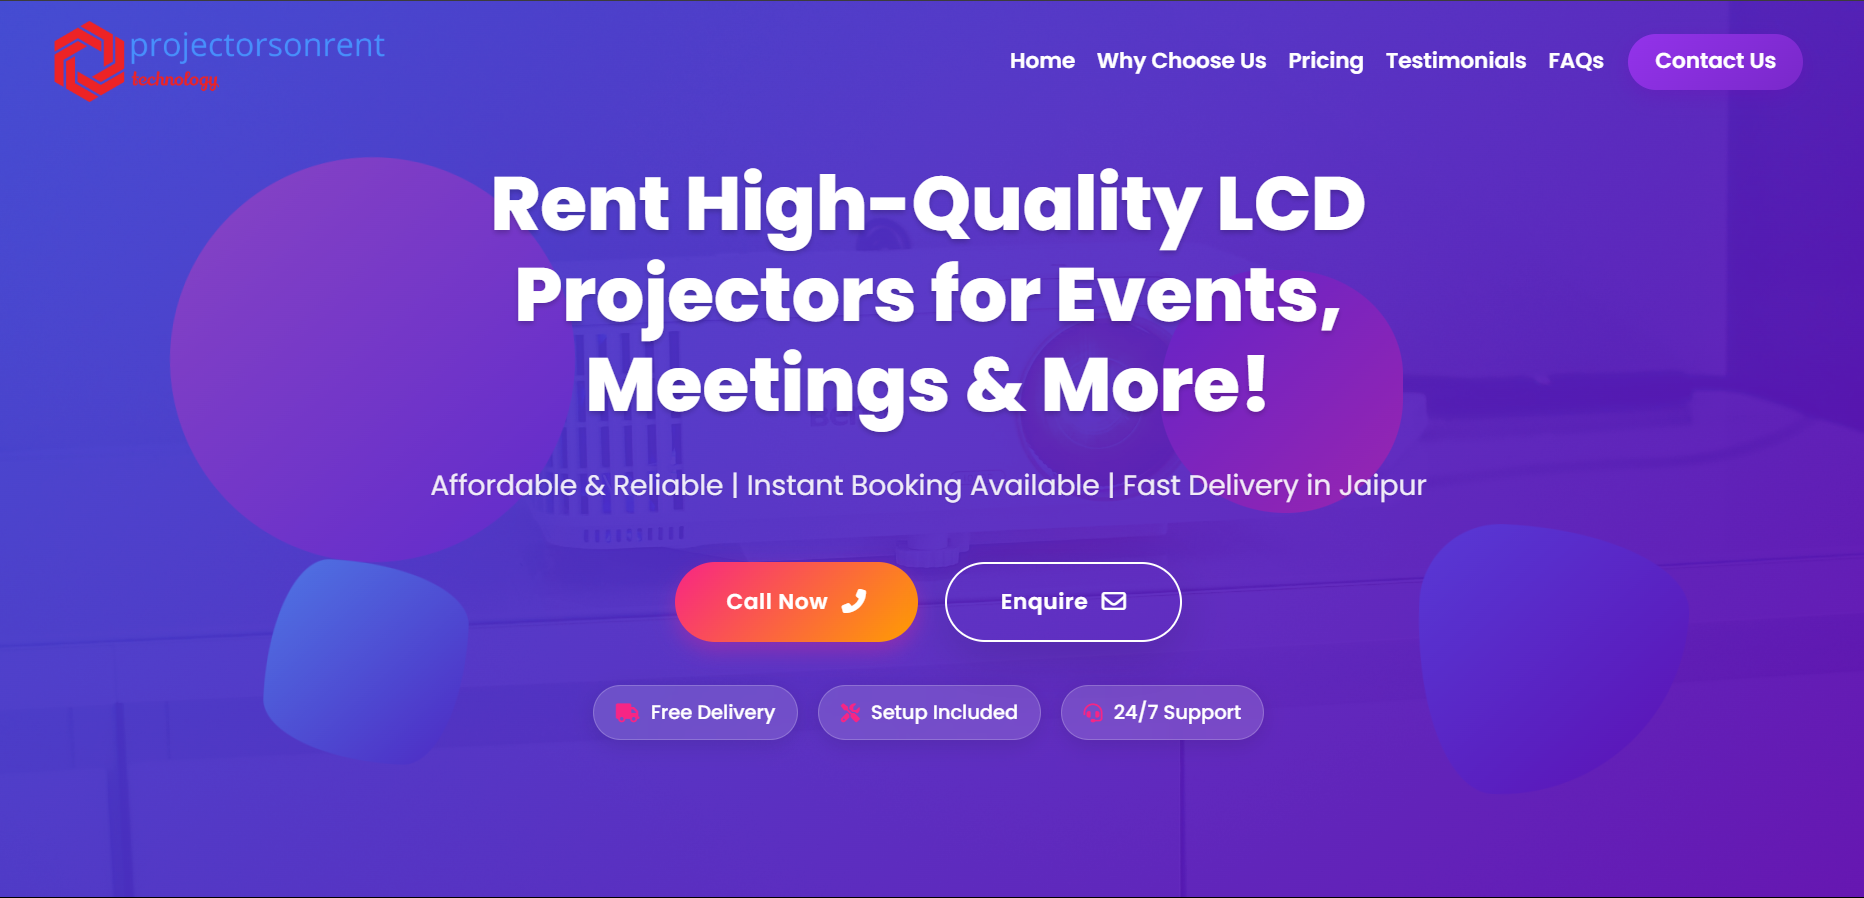 projectorsonrent
technology
Home Why Choose Us Pricing Testimonials FAQs Contact Us
Rent High-Quality LCD
Projectors for Events,
Meetings & More!
Affordable & Reliable | Instant Booking Available | Fast Delivery in Jaipur
Call Now Enquire
Free Delivery Setup Included 24/7 Support